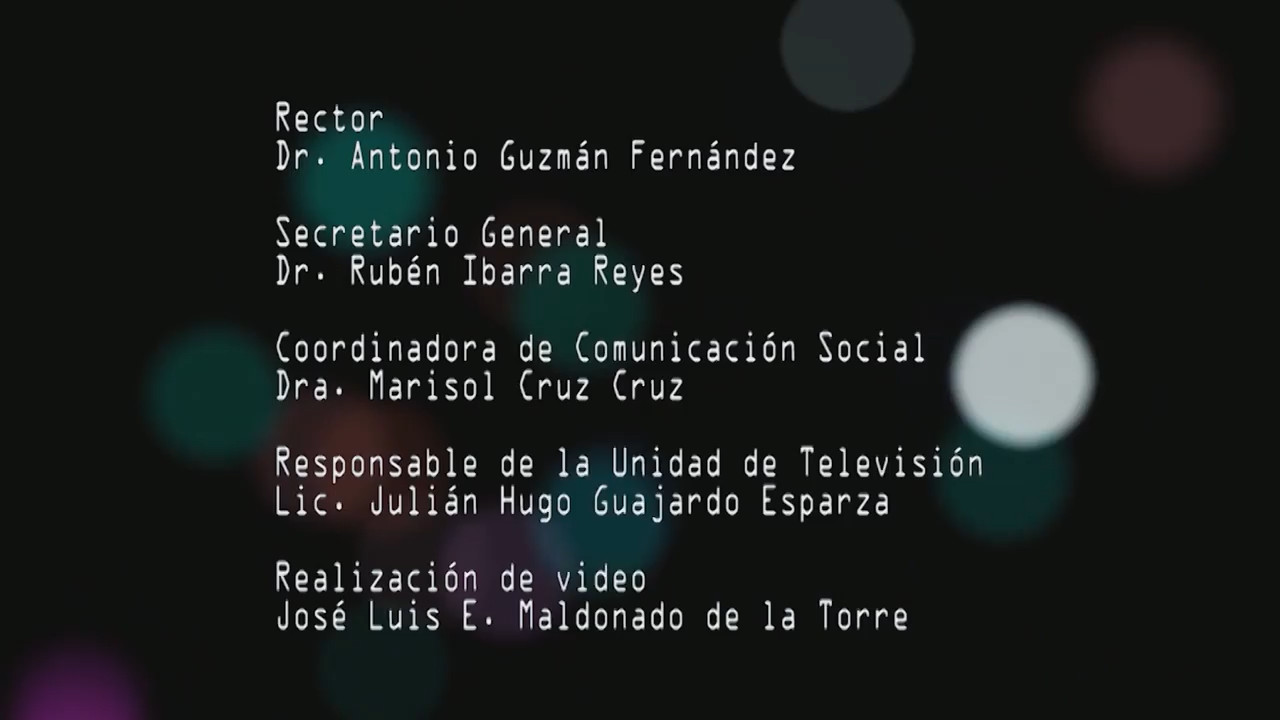 Rector
Dr. Antonio Guzmán Fernández
Secretario General
Dr. Rubén Ibarra Reyes
Coordinadora de Comunicación Social
Dra. Marisol Cruz Cruz
Responsable de la Unidad de Televisión
Lic. Julián Hugo Guajardo Esparza
Realización de video
José Luis E. Maldonado de la Torre